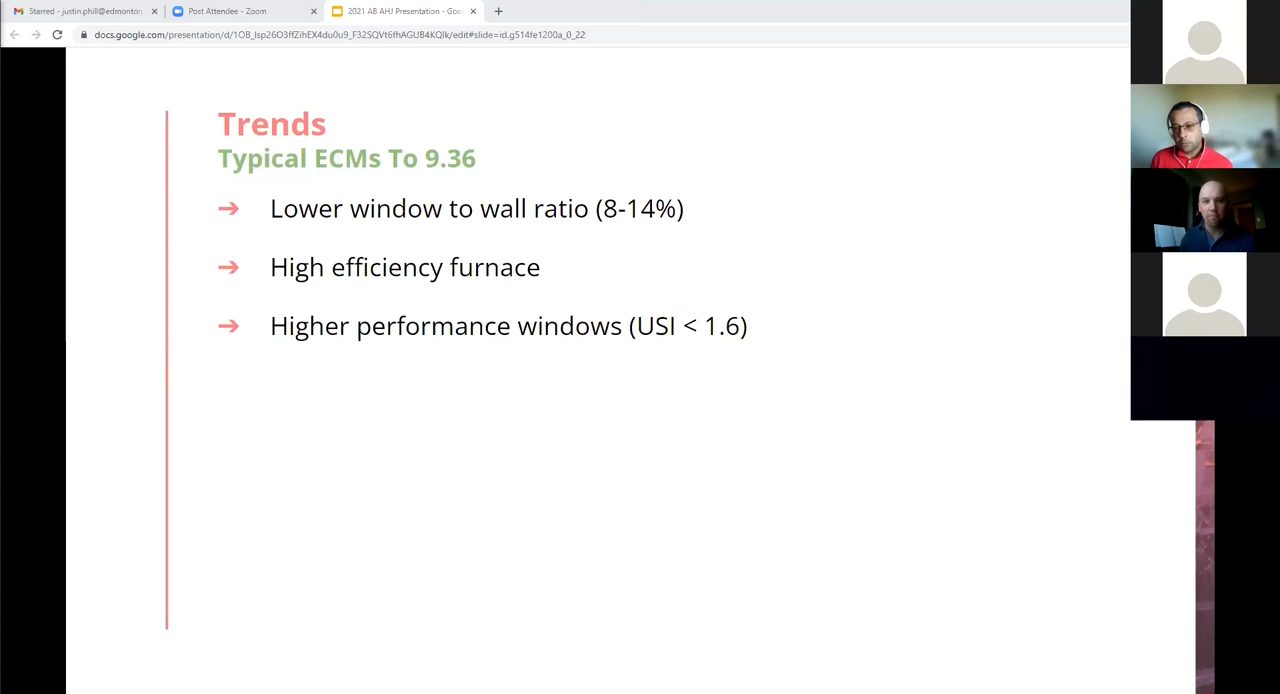 Starred - justin.phill@edmonton
Post Attendee - Zoom
2021 AB AHJ Presentation - Goo
docs.google.com/presentation/d/1OB_lsp26O3ffZihEX4du0u9_F32SQVt6fhAGUB4KQlk/edit#slide=id.g514fe1200a_0_22
Trends
Typical ECMs To 9.36
➔ Lower window to wall ratio (8-14%)
➔ High efficiency furnace
➔ Higher performance windows (USI < 1.6)